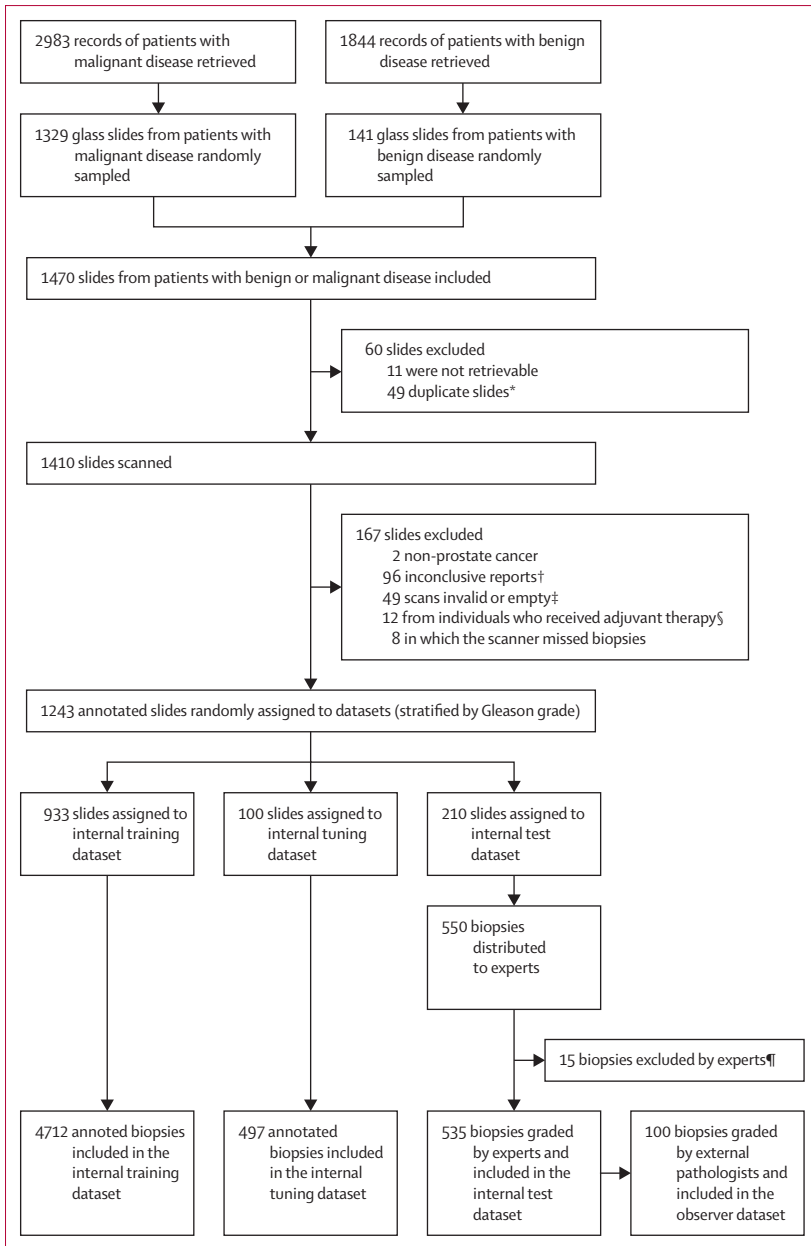 2983 records of patients with
malignant disease retrieved
1844 records of patients with benign
disease retrieved
1329 glass slides from patients with
malignant disease randomly
sampled
141 glass slides from patients with
benign disease randomly
sampled
1470 slides from patients with benign or malignant disease included
60 slides excluded
11 were not retrievable
49 duplicate slides*
1410 slides scanned
167 slides excluded
2 non-prostate cancer
96 inconclusive reports†
49 scans invalid or empty‡
12 from individuals who received adjuvant therapy§
8 in which the scanner missed biopsies
1243 annotated slides randomly assigned to datasets (stratified by Gleason grade)
933 slides assigned to
internal training
dataset
100 slides assigned to
internal tuning
dataset
210 slides assigned to
internal test
dataset
550 biopsies
distributed
to experts
15 biopsies excluded by experts¶
4712 annoted biopsies
included in the
internal training
dataset
497 annotated
biopsies included
in the internal
tuning dataset
535 biopsies graded
by experts and
included in the
internal test
dataset
100 biopsies graded
by external
pathologists and
included in the
observer dataset